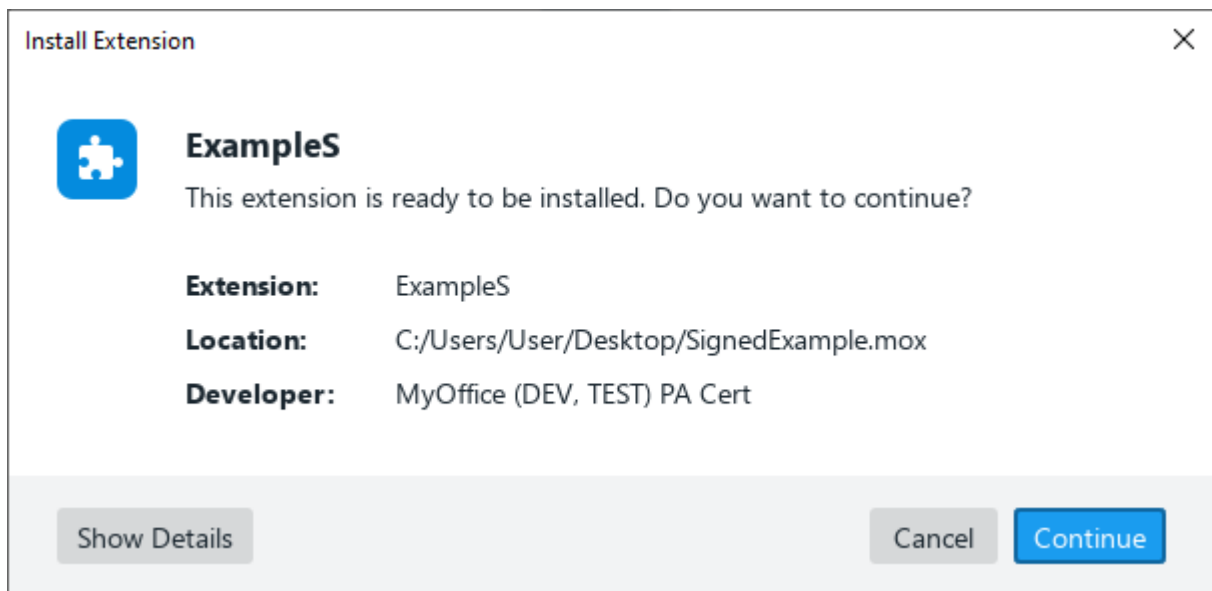 Install Extension
ExampleS
This extension is ready to be installed. Do you want to continue?
Extension: ExampleS
Location: C:/Users/User/Desktop/SignedExample.mox
Developer: MyOffice (DEV, TEST) PA Cert
Show Details Cancel Continue